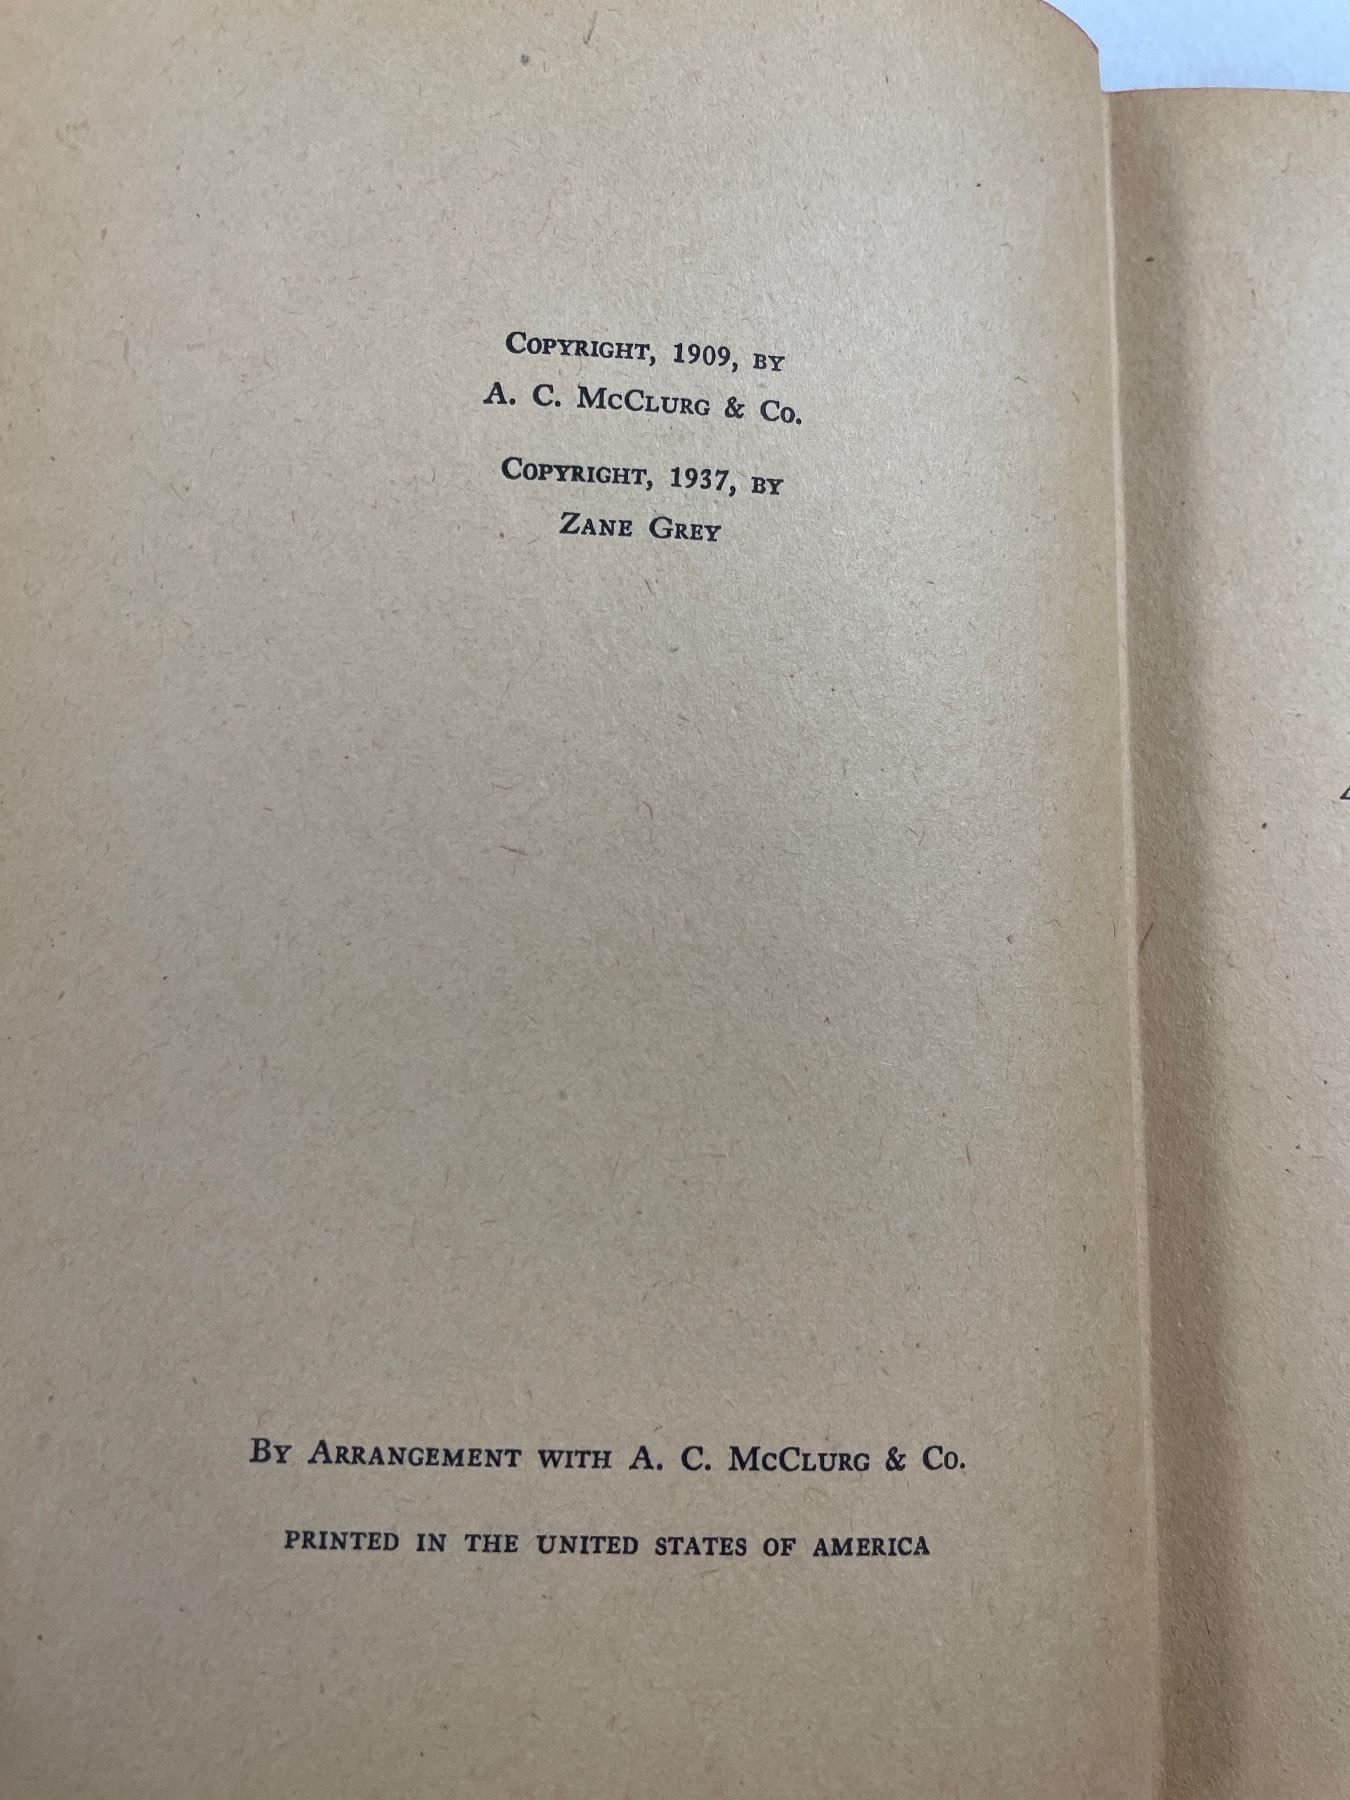 Copyright, 1909, by
A. C. McClurg & Co.
Copyright, 1937, by
Zane Grey
By Arrangement with A. C. McClurg & Co.
PRINTED IN THE UNITED STATES OF AMERICA